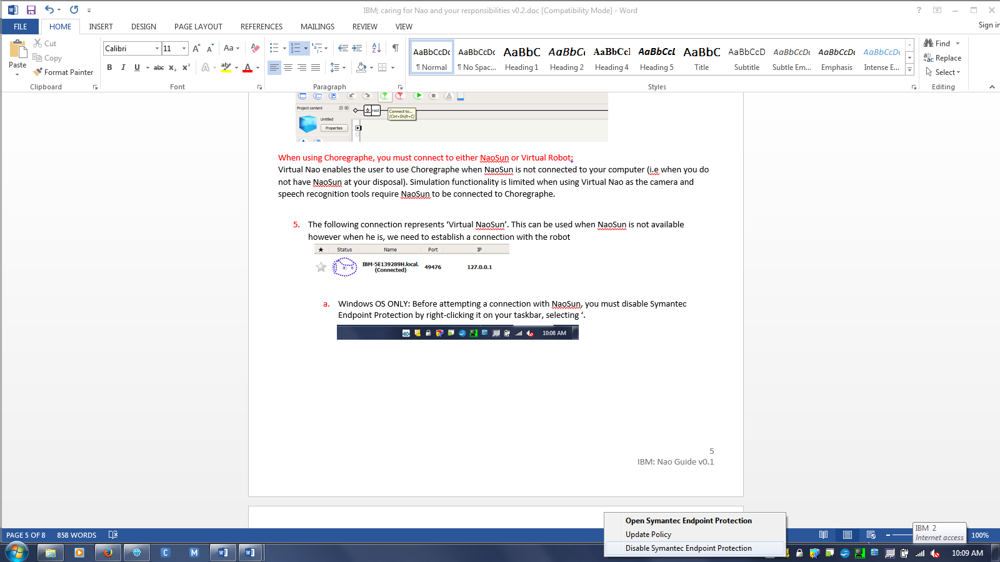 IBM; caring for Nao and your responsibilities v0.2.doc [Compatibility Mode] - Word
FILE HOME INSERT DESIGN PAGE LAYOUT REFERENCES MAILINGS REVIEW VIEW Sign in
Paste
Cut
Copy
Format Painter
Clipboard
Calibri 11
Font
Paragraph
AaBbCcDc AaBbCcDc AaBbC AaBbCc AaBbCcI AaBbCcL AaBbC AaBbCcD AaBbCcDc AaBbCcDc AaBbCcDc
¶ Normal ¶ No Spac... Heading 1 Heading 2 Heading 4 Heading 5 Title Subtitle Subtle Em... Emphasis Intense E...
Styles
Find
Replace
Select
Editing
Project content
root
Connect to...
[Ctrl+Shift+C]
Untitled
Properties
When using Choregraphe, you must connect to either NaoSun or Virtual Robot;
Virtual Nao enables the user to use Choregraphe when NaoSun is not connected to your computer (i.e when you do
not have NaoSun at your disposal). Simulation functionality is limited when using Virtual Nao as the camera and
speech recognition tools require NaoSun to be connected to Choregraphe.
5. The following connection represents ‘Virtual NaoSun’. This can be used when NaoSun is not available
however when he is, we need to establish a connection with the robot
Status Name Port IP
IBM-5E139289H.local.
(Connected) 49476 127.0.0.1
a. Windows OS ONLY: Before attempting a connection with NaoSun, you must disable Symantec
Endpoint Protection by right-clicking it on your taskbar, selecting ‘.
10:08 AM
5
IBM: Nao Guide v0.1
Open Symantec Endpoint Protection
Update Policy
Disable Symantec Endpoint Protection
IBM 2
Internet access
PAGE 5 OF 8 858 WORDS 100%
10:09 AM